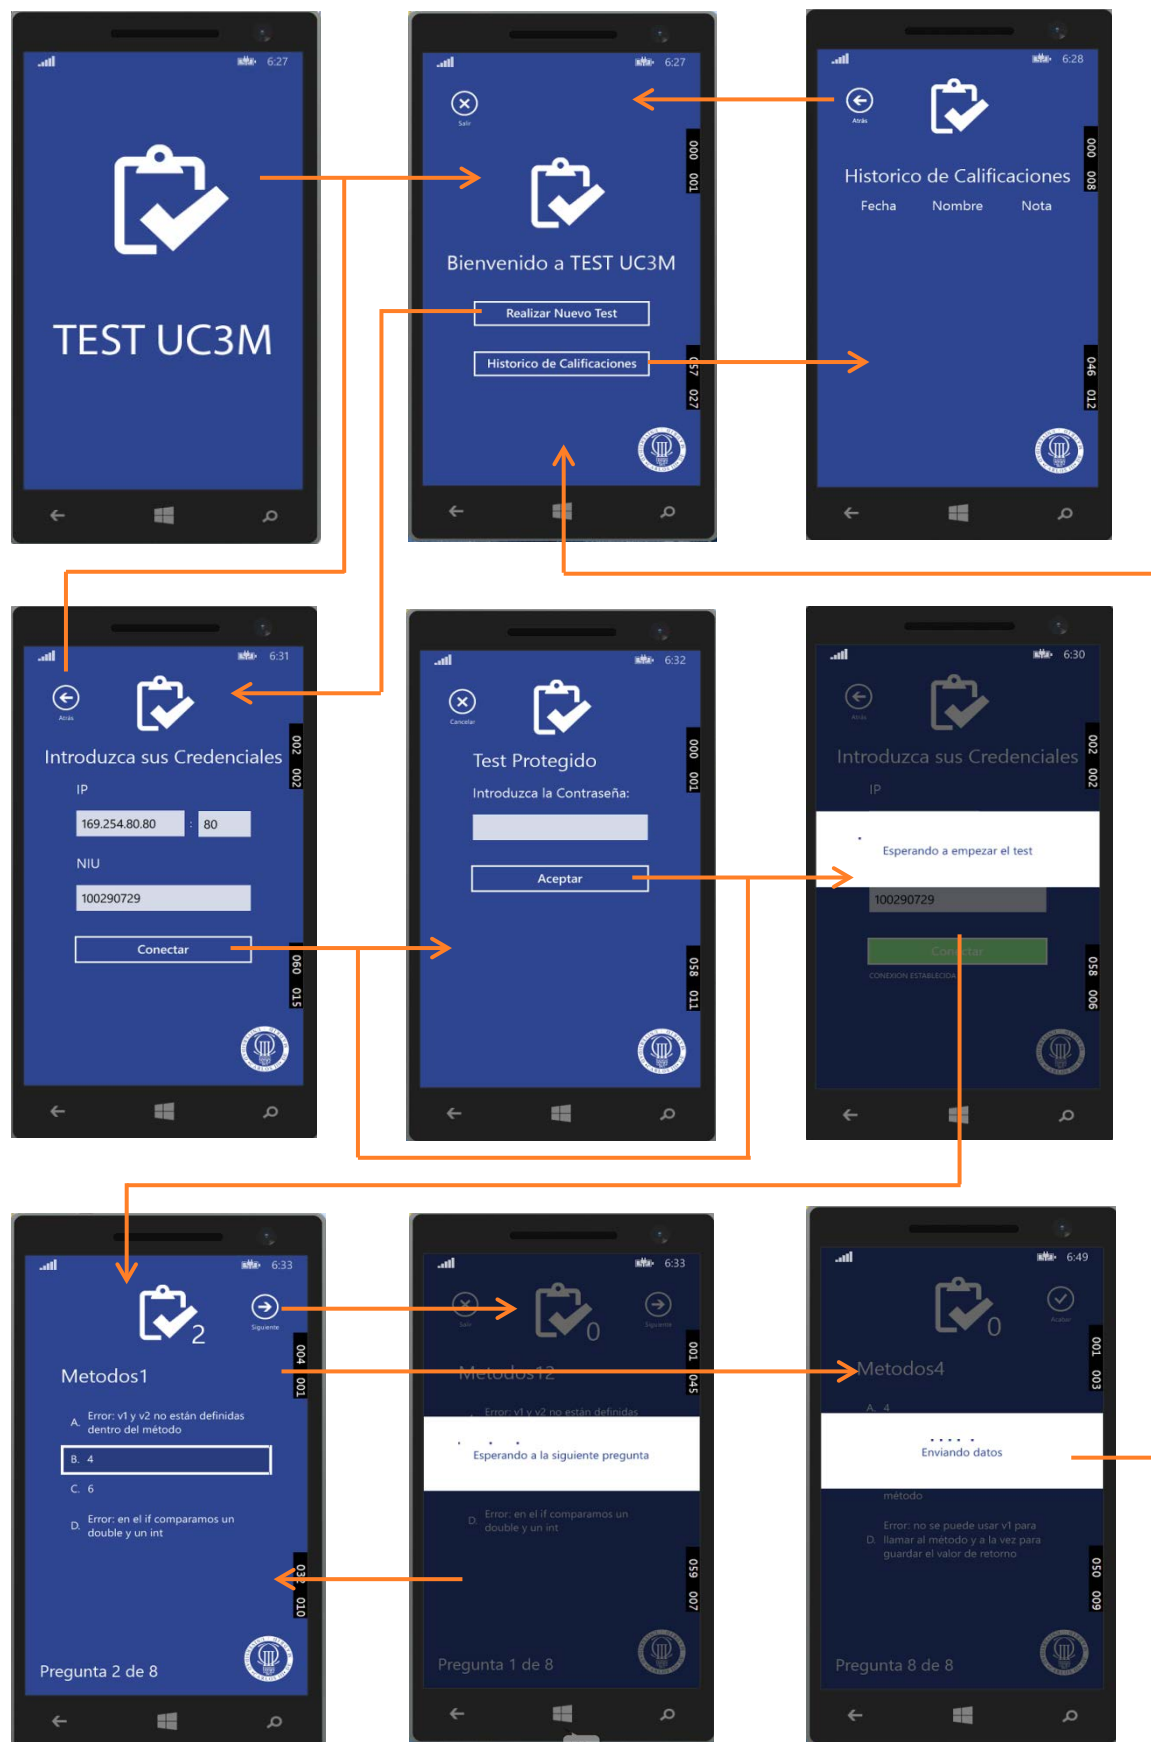 6:27
TEST UC3M
6:27
Salir
000 001
Bienvenido a TEST UC3M
Realizar Nuevo Test
Historico de Calificaciones
057 027
6:28
Atrás
000 008
Historico de Calificaciones
Fecha Nombre Nota
046 012
6:31
Atrás
002 002
Introduzca sus Credenciales
IP
169.254.80.80 : 80
NIU
100290729
Conectar
060 015
6:32
Cancelar
000 001
Test Protegido
Introduzca la Contraseña:
Aceptar
058 011
6:30
Atrás
002 002
Introduzca sus Credenciales
IP
Esperando a empezar el test
100290729
Conectar
CONEXION ESTABLECIDA
058 006
6:33
2
Siguiente
004 001
Metodos1
A. Error: v1 y v2 no están definidas
dentro del método
B. 4
C. 6
D. Error: en el if comparamos un
double y un int
032 010
Pregunta 2 de 8
6:33
Salir
0
Siguiente
001 045
Metodos12
Error: v1 y v2 no están definidas
Esperando a la siguiente pregunta
D. Error: en el if comparamos un
double y un int
059 007
Pregunta 1 de 8
6:49
0
Acabar
001 003
Metodos4
A. 4
Enviando datos
método
Error: no se puede usar v1 para
D. llamar al método y a la vez para
guardar el valor de retorno
050 009
Pregunta 8 de 8